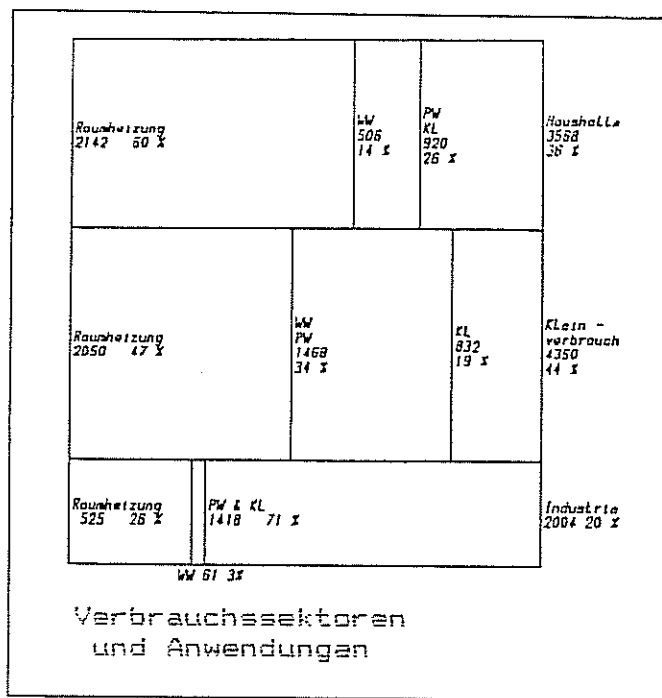 Raumheizung
2142 60 %
WW
506
14 %
PW
KL
920
26 %
Haushalte
3568
36 %
Raumheizung
2050 47 %
WW
PW
1468
34 %
KL
832
19 %
Klein -
verbrauch
4350
44 %
Raumheizung
525 26 %
PW & KL
1418 71 %
Industrie
2004 20 %
WW 61 3%
Verbrauchssektoren
und Anwendungen